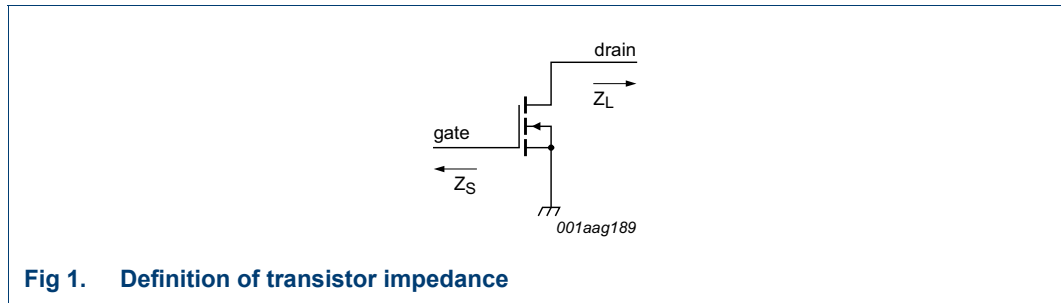 drain
Z_L
gate
Z_S
001aag189
Fig 1. Definition of transistor impedance